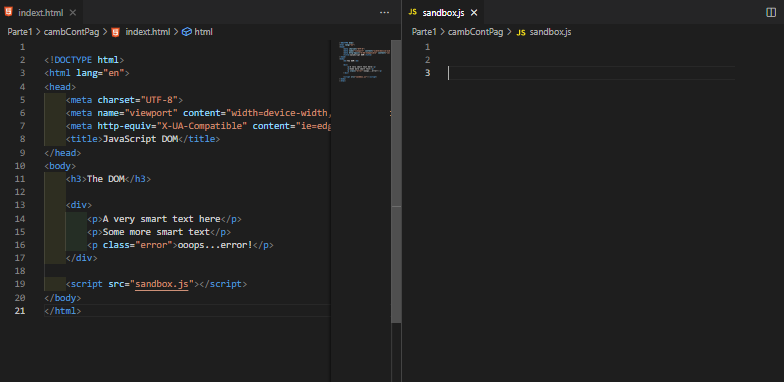 indext.html
Parte1 > cambContPag > indext.html > html
1
2 <!DOCTYPE html>
3 <html lang="en">
4 <head>
5 <meta charset="UTF-8">
6 <meta name="viewport" content="width=device-width,
7 <meta http-equiv="X-UA-Compatible" content="ie=edg
8 <title>JavaScript DOM</title>
9 </head>
10 <body>
11 <h3>The DOM</h3>
12
13 <div>
14 <p>A very smart text here</p>
15 <p>Some more smart text</p>
16 <p class="error">ooops...error!</p>
17 </div>
18
19 <script src="sandbox.js"></script>
20 </body>
21 </html>
JS sandbox.js
Parte1 > cambContPag > JS sandbox.js
1
2
3